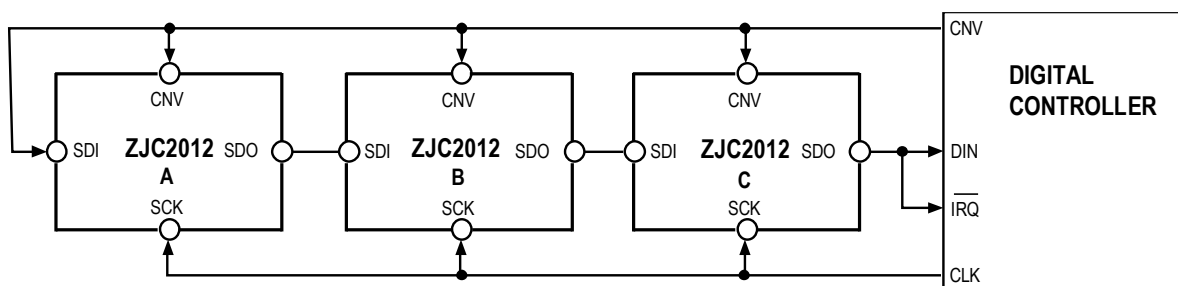 CNV
DIGITAL
CONTROLLER
CNV
CNV
CNV
SDI
ZJC2012
SDO
SDI
ZJC2012
SDO
SDI
ZJC2012
SDO
DIN
A
B
C
SCK
SCK
SCK
IRQ
CLK